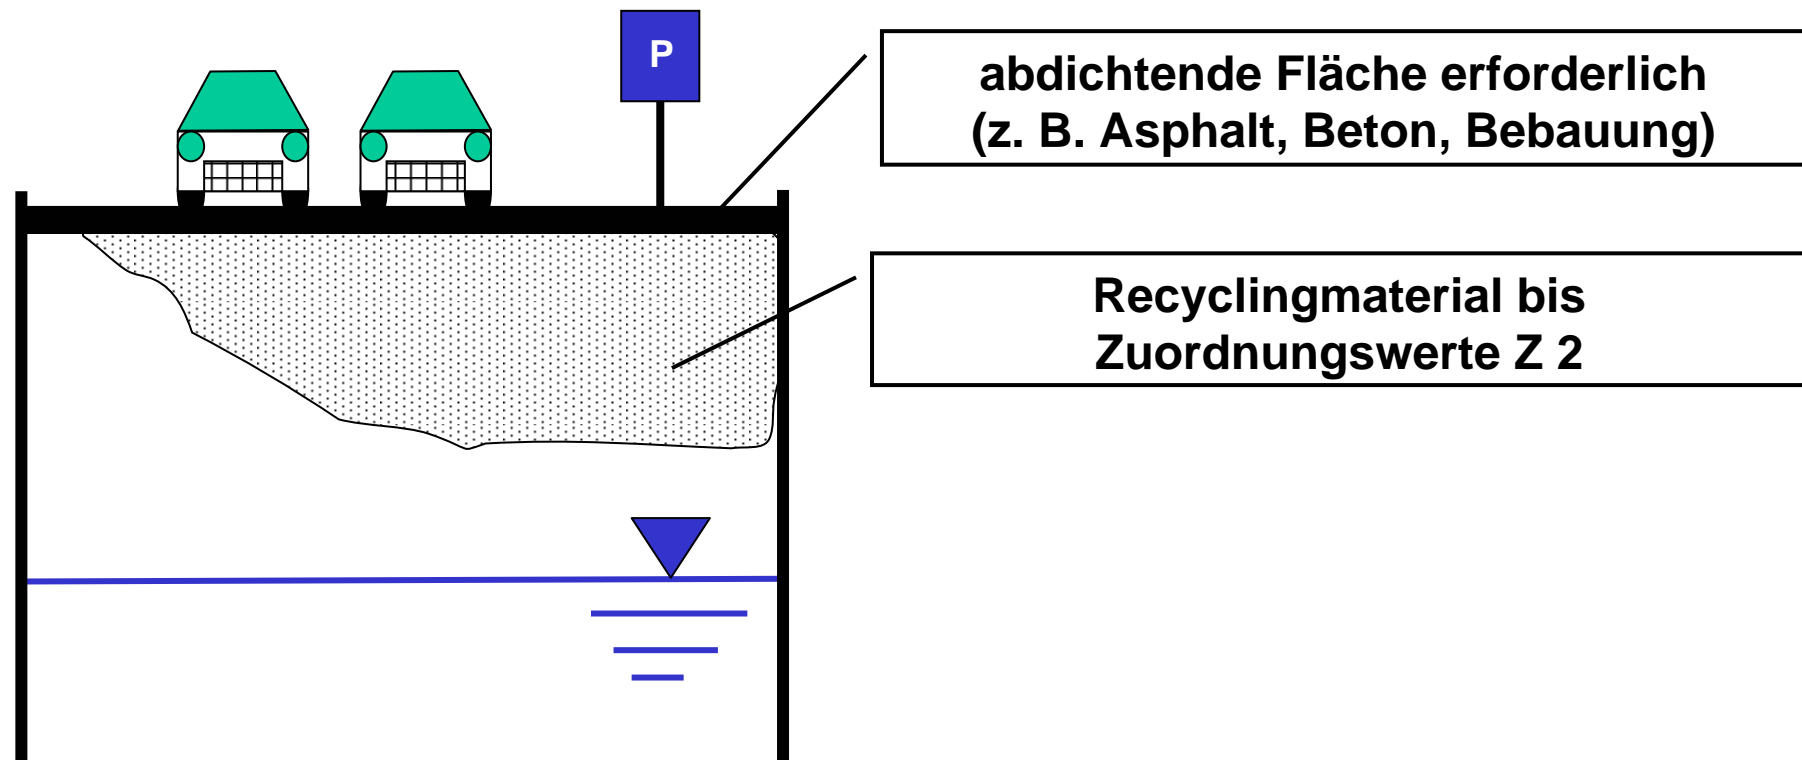 P
abdichtende Fläche erforderlich
(z. B. Asphalt, Beton, Bebauung)
Recyclingmaterial bis
Zuordnungswerte Z 2